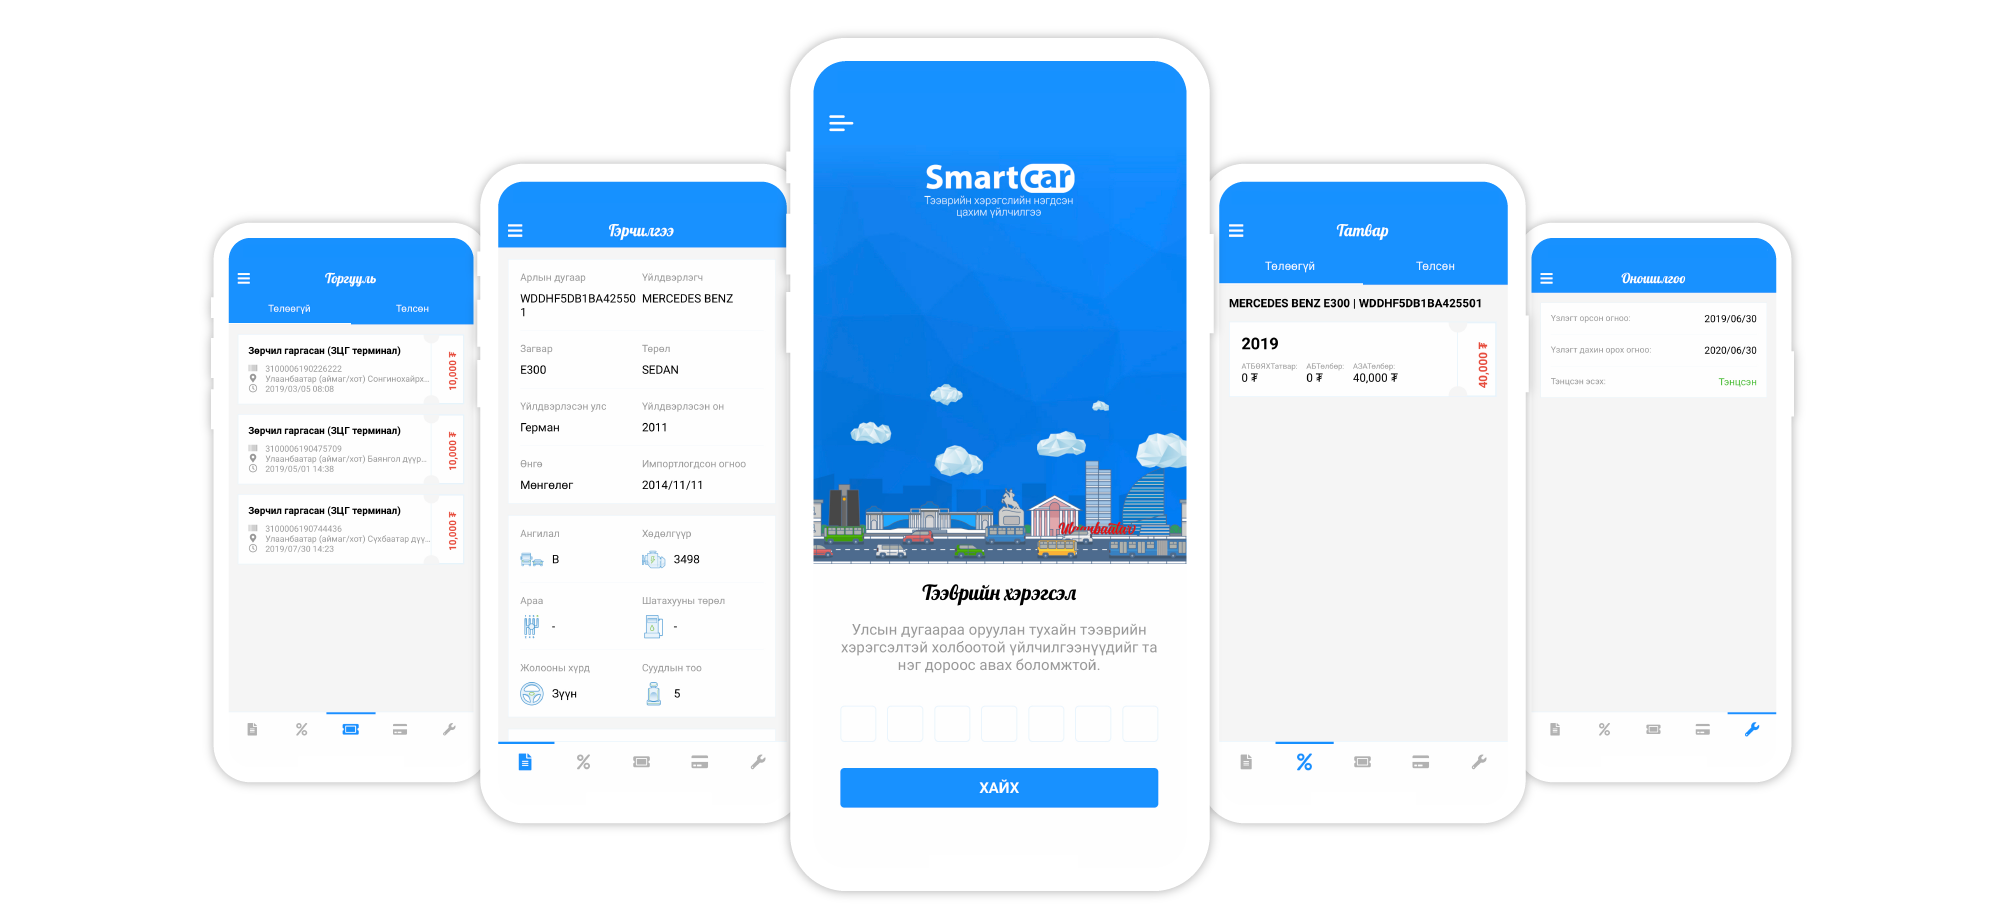 Торгууль
Төлөөгүй Төлсөн
Зөрчил гаргасан (ЗЦГ терминал)
3100006190226222
Улаанбаатар (аймаг/хот) Сонгинохайрх...
2019/03/05 08:08
10,000 ₮
Зөрчил гаргасан (ЗЦГ терминал)
3100006190475709
Улаанбаатар (аймаг/хот) Баянгол дүүр...
2019/05/01 14:38
10,000 ₮
Зөрчил гаргасан (ЗЦГ терминал)
3100006190744436
Улаанбаатар (аймаг/хот) Сүхбаатар дүү...
2019/07/30 14:23
10,000 ₮
Гэрчилгээ
Арлын дугаар Үйлдвэрлэгч
WDDHF5DB1BA42550 MERCEDES BENZ
1
Загвар Төрөл
E300 SEDAN
Үйлдвэрлэсэн улс Үйлдвэрлэсэн он
Герман 2011
Өнгө Импортлогдсон огноо
Мөнгөлөг 2014/11/11
Ангилал Хөдөлгүүр
B 3498
Араа Шатахууны төрөл
- -
Жолооны хүрд Суудлын тоо
Зүүн 5
Smartcar
Тээврийн хэрэгслийн нэгдсэн
цахим үйлчилгээ
Ulaanbaatar
Тээврийн хэрэгсэл
Улсын дугаараа оруулан тухайн тээврийн
хэрэгсэлтэй холбоотой үйлчилгээнүүдийг та
нэг дороос авах боломжтой.
ХАЙХ
Татвар
Төлөөгүй Төлсөн
MERCEDES BENZ E300 | WDDHF5DB1BA425501
2019
АТБӨЯХТатвар: АБТөлбөр: АЗАТөлбөр:
0 ₮ 0 ₮ 40,000 ₮
40,000 ₮
Оношилгоо
Үзлэгт орсон огноо: 2019/06/30
Үзлэгт дахин орох огноо: 2020/06/30
Тэнцсэн эсэх: Тэнцсэн